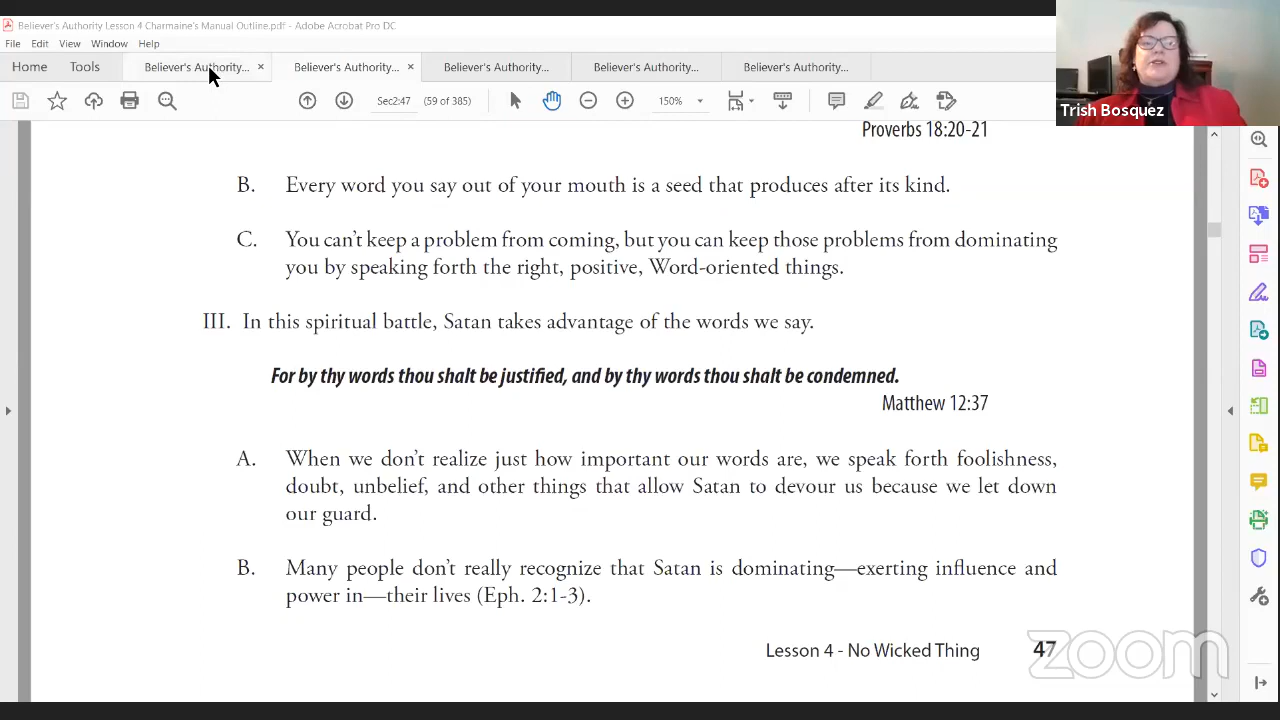 Believer's Authority Lesson 4 Charmaine's Manual Outline.pdf - Adobe Acrobat Pro DC
File Edit View Window Help
Home Tools Believer's Authority... × Believer's Authority... × Believer's Authority... Believer's Authority... Believer's Authority...
Sec2:47 (59 of 385) 150%
Trish Bosquez
Proverbs 18:20-21
B. Every word you say out of your mouth is a seed that produces after its kind.
C. You can't keep a problem from coming, but you can keep those problems from dominating
you by speaking forth the right, positive, Word-oriented things.
III. In this spiritual battle, Satan takes advantage of the words we say.
For by thy words thou shalt be justified, and by thy words thou shalt be condemned.
Matthew 12:37
A. When we don't realize just how important our words are, we speak forth foolishness,
doubt, unbelief, and other things that allow Satan to devour us because we let down
our guard.
B. Many people don't really recognize that Satan is dominating—exerting influence and
power in—their lives (Eph. 2:1-3).
Lesson 4 - No Wicked Thing 47
zoom